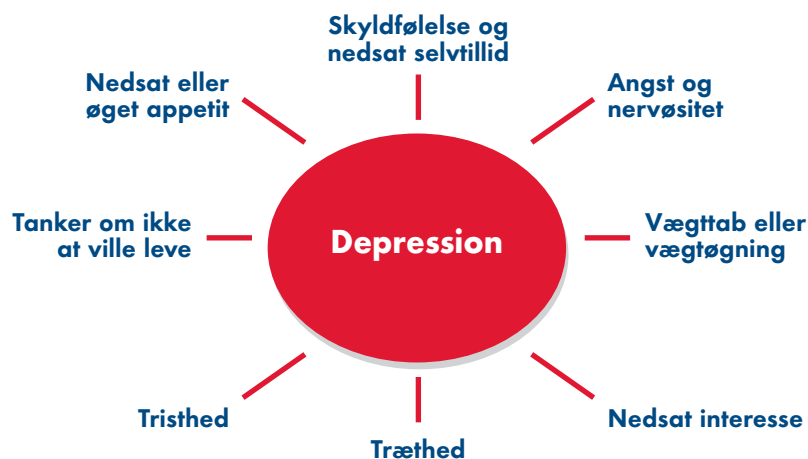 Skyldfølelse og
nedsat selvtillid
Nedsat eller
øget appetit
Angst og
nervøsitet
Tanker om ikke
at ville leve
Depression
Vægttab eller
vægtøgning
Tristhed
Træthed
Nedsat interesse